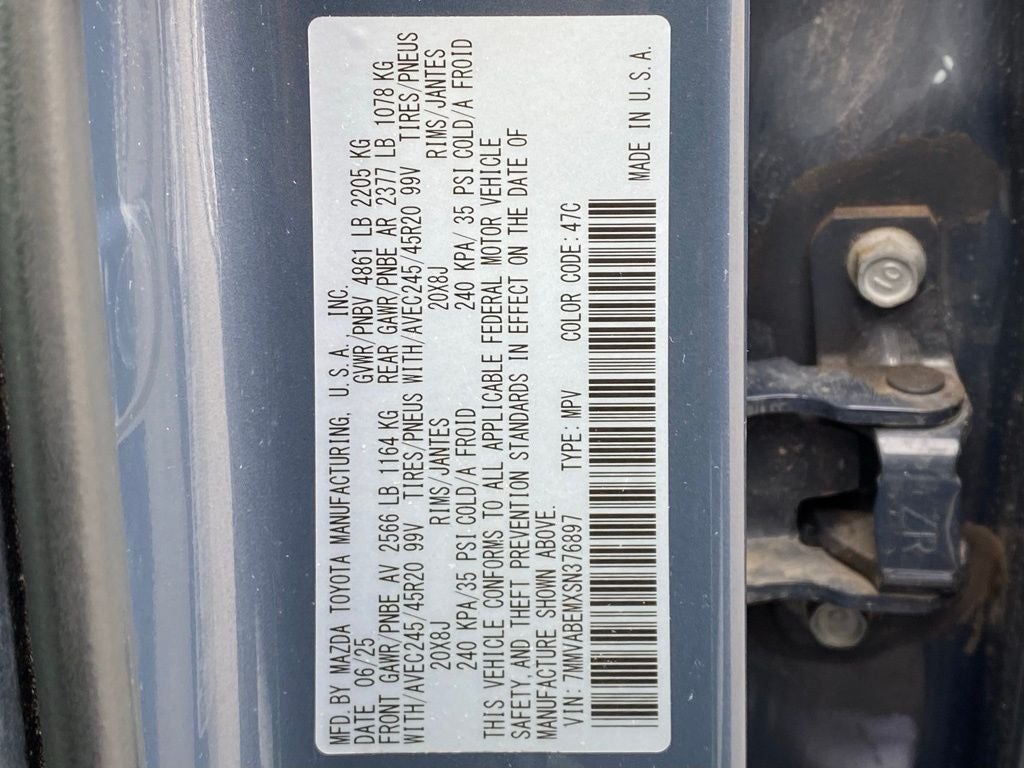 MFD. BY MAZDA TOYOTA MANUFACTURING, U.S.A., INC.
DATE 06/25 GVWR/PNBV 4861 LB 2205 KG
FRONT GAWR/PNBE AV 2566 LB 1164 KG REAR GAWR PNBE AR 2377 LB 1078 KG
WITH/AVEC245/45R20 99V TIRES/PNEUS WITH/AVEC245/45R20 99V TIRES/PNEUS
20X8J RIMS/JANTES 20X8J RIMS/JANTES
240 KPA/35 PSI COLD/A FROID 240 KPA/ 35 PSI COLD/A FROID
THIS VEHICLE CONFORMS TO ALL APPLICABLE FEDERAL MOTOR VEHICLE
SAFETY, AND THEFT PREVENTION STANDARDS IN EFFECT ON THE DATE OF
MANUFACTURE SHOWN ABOVE.
VIN: 7MMVABEMXSN376897 TYPE: MPV COLOR CODE: 47C
MADE IN U.S.A.
ZR